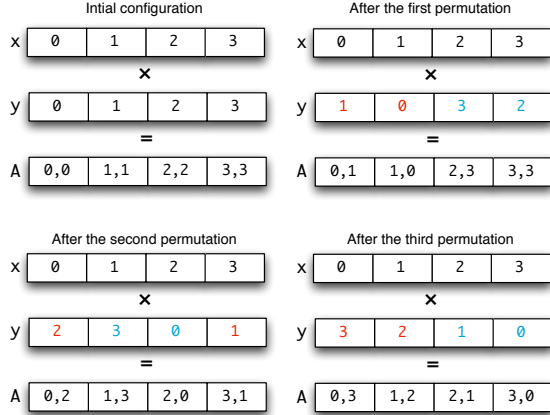 Intial configuration
x 0 1 2 3
×
y 0 1 2 3
=
A 0,0 1,1 2,2 3,3
After the first permutation
x 0 1 2 3
×
y 1 0 3 2
=
A 0,1 1,0 2,3 3,3
After the second permutation
x 0 1 2 3
×
y 2 3 0 1
=
A 0,2 1,3 2,0 3,1
After the third permutation
x 0 1 2 3
×
y 3 2 1 0
=
A 0,3 1,2 2,1 3,0